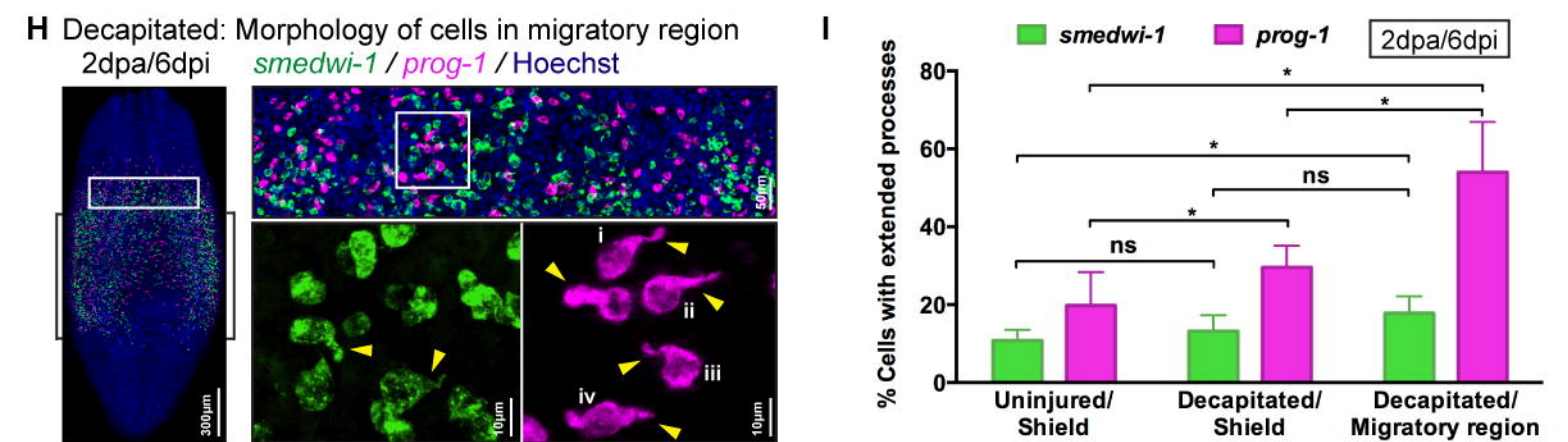 H Decapitated: Morphology of cells in migratory region
2dpa/6dpi
smedwi-1 / prog-1 / Hoechst
300µm
50µm
10µm
i
ii
iii
iv
10µm
I
smedwi-1
prog-1
2dpa/6dpi
% Cells with extended processes
80
60
40
20
0
*
*
*
ns
*
ns
Uninjured/
Shield
Decapitated/
Shield
Decapitated/
Migratory region